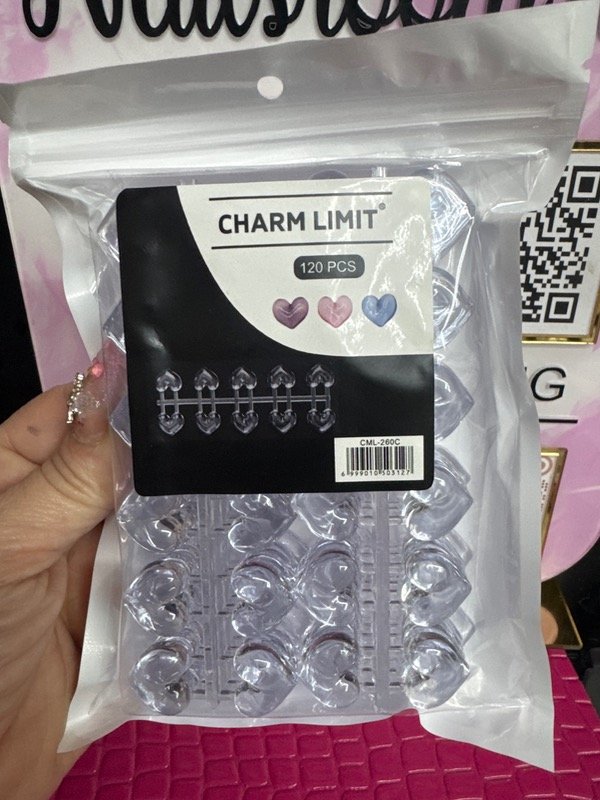 CHARM LIMIT®
120 PCS
CML-260C
6 999010 503127